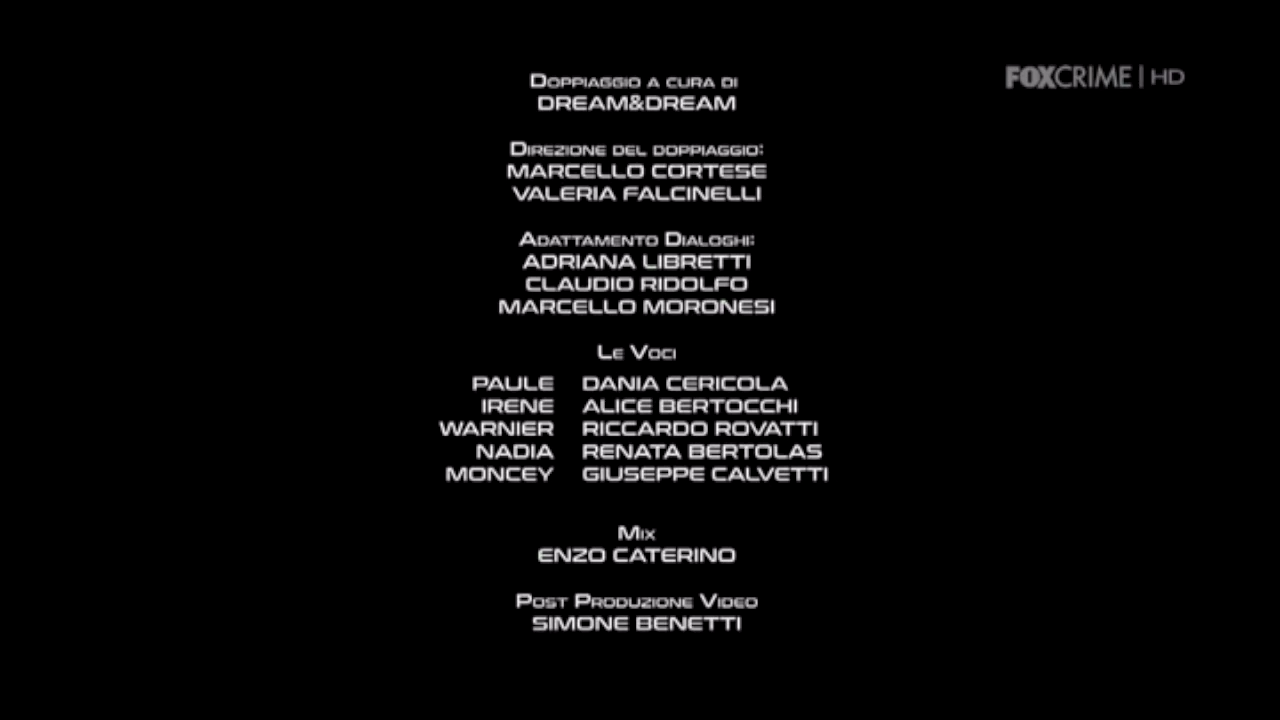 DOPPIAGGIO A CURA DI
DREAM&DREAM
FOXCRIME | HD
DIREZIONE DEL DOPPIAGGIO:
MARCELLO CORTESE
VALERIA FALCINELLI
ADATTAMENTO DIALOGHI:
ADRIANA LIBRETTI
CLAUDIO RIDOLFO
MARCELLO MORONESI
LE VOCI
PAULE DANIA CERICOLA
IRENE ALICE BERTOCCHI
WARNIER RICCARDO ROVATTI
NADIA RENATA BERTOLAS
MONCEY GIUSEPPE CALVETTI
MIX
ENZO CATERINO
POST PRODUZIONE VIDEO
SIMONE BENETTI